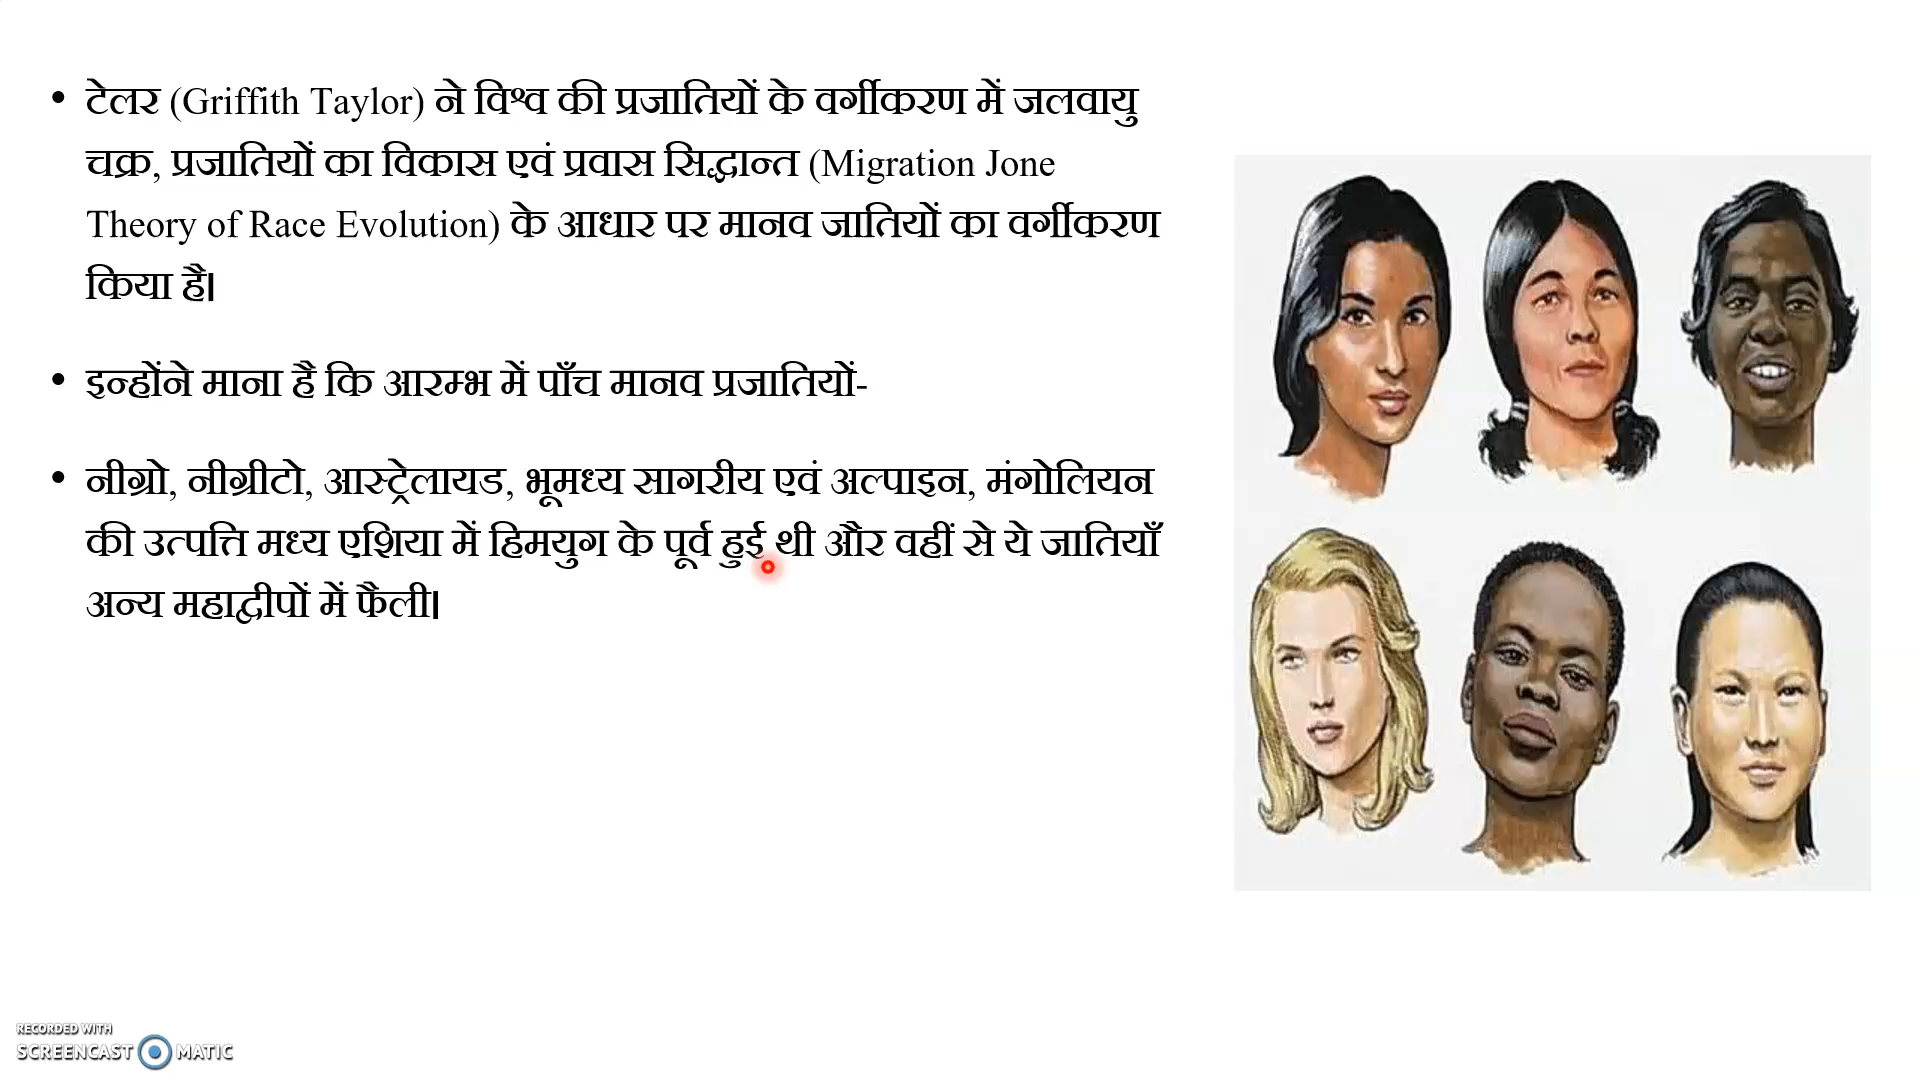 • टेलर (Griffith Taylor) ने विश्व की प्रजातियों के वर्गीकरण में जलवायु
चक्र, प्रजातियों का विकास एवं प्रवास सिद्धान्त (Migration Jone
Theory of Race Evolution) के आधार पर मानव जातियों का वर्गीकरण
किया है।
• इन्होंने माना है कि आरम्भ में पाँच मानव प्रजातियों-
• नीग्रो, नीग्रीटो, आस्ट्रेलायड, भूमध्य सागरीय एवं अल्पाइन, मंगोलियन
की उत्पत्ति मध्य एशिया में हिमयुग के पूर्व हुई थी और वहीं से ये जातियाँ
अन्य महाद्वीपों में फैली।
RECORDED WITH
SCREENCAST MATIC